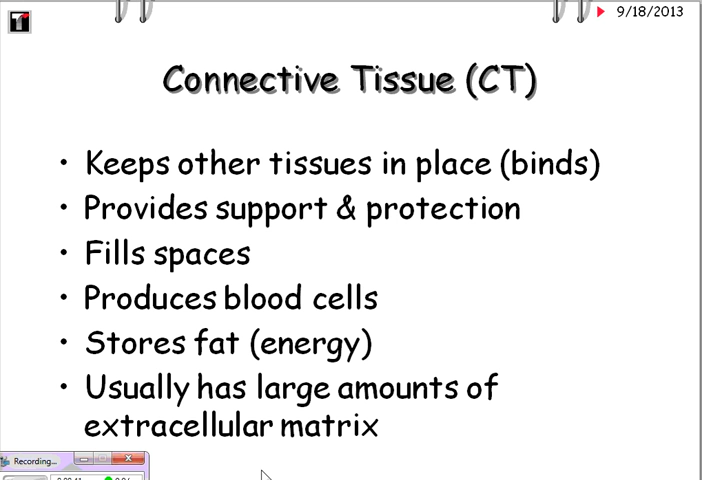 9/18/2013
Connective Tissue (CT)
• Keeps other tissues in place (binds)
• Provides support & protection
• Fills spaces
• Produces blood cells
• Stores fat (energy)
• Usually has large amounts of
extracellular matrix
Recording...